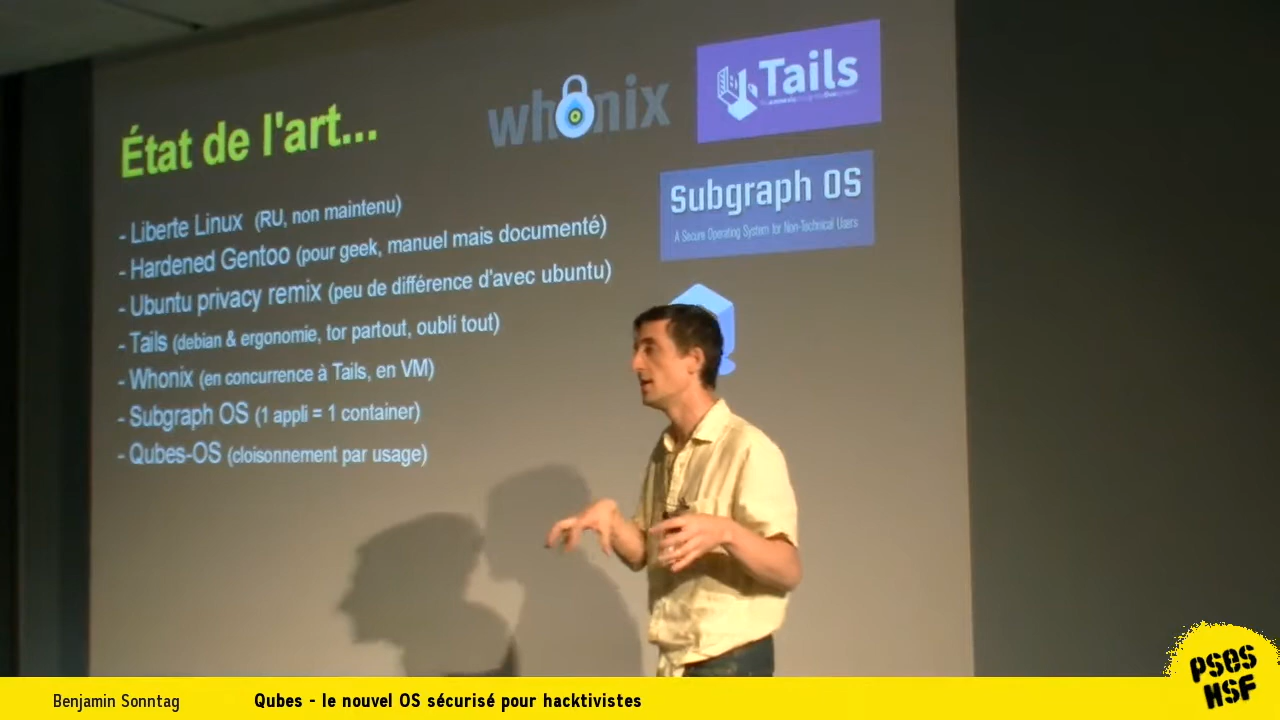 whonix
Tails
État de l'art...
Subgraph OS
A Secure Operating System for Non-Technical Users
- Liberte Linux (RU, non maintenu)
- Hardened Gentoo (pour geek, manuel mais documenté)
- Ubuntu privacy remix (peu de différence d'avec ubuntu)
- Tails (debian & ergonomie, tor partout, oubli tout)
- Whonix (en concurrence à Tails, en VM)
- Subgraph OS (1 appli = 1 container)
- Qubes-OS (cloisonnement par usage)
Benjamin Sonntag
Qubes - le nouvel OS sécurisé pour hacktivistes
PSES
HSF